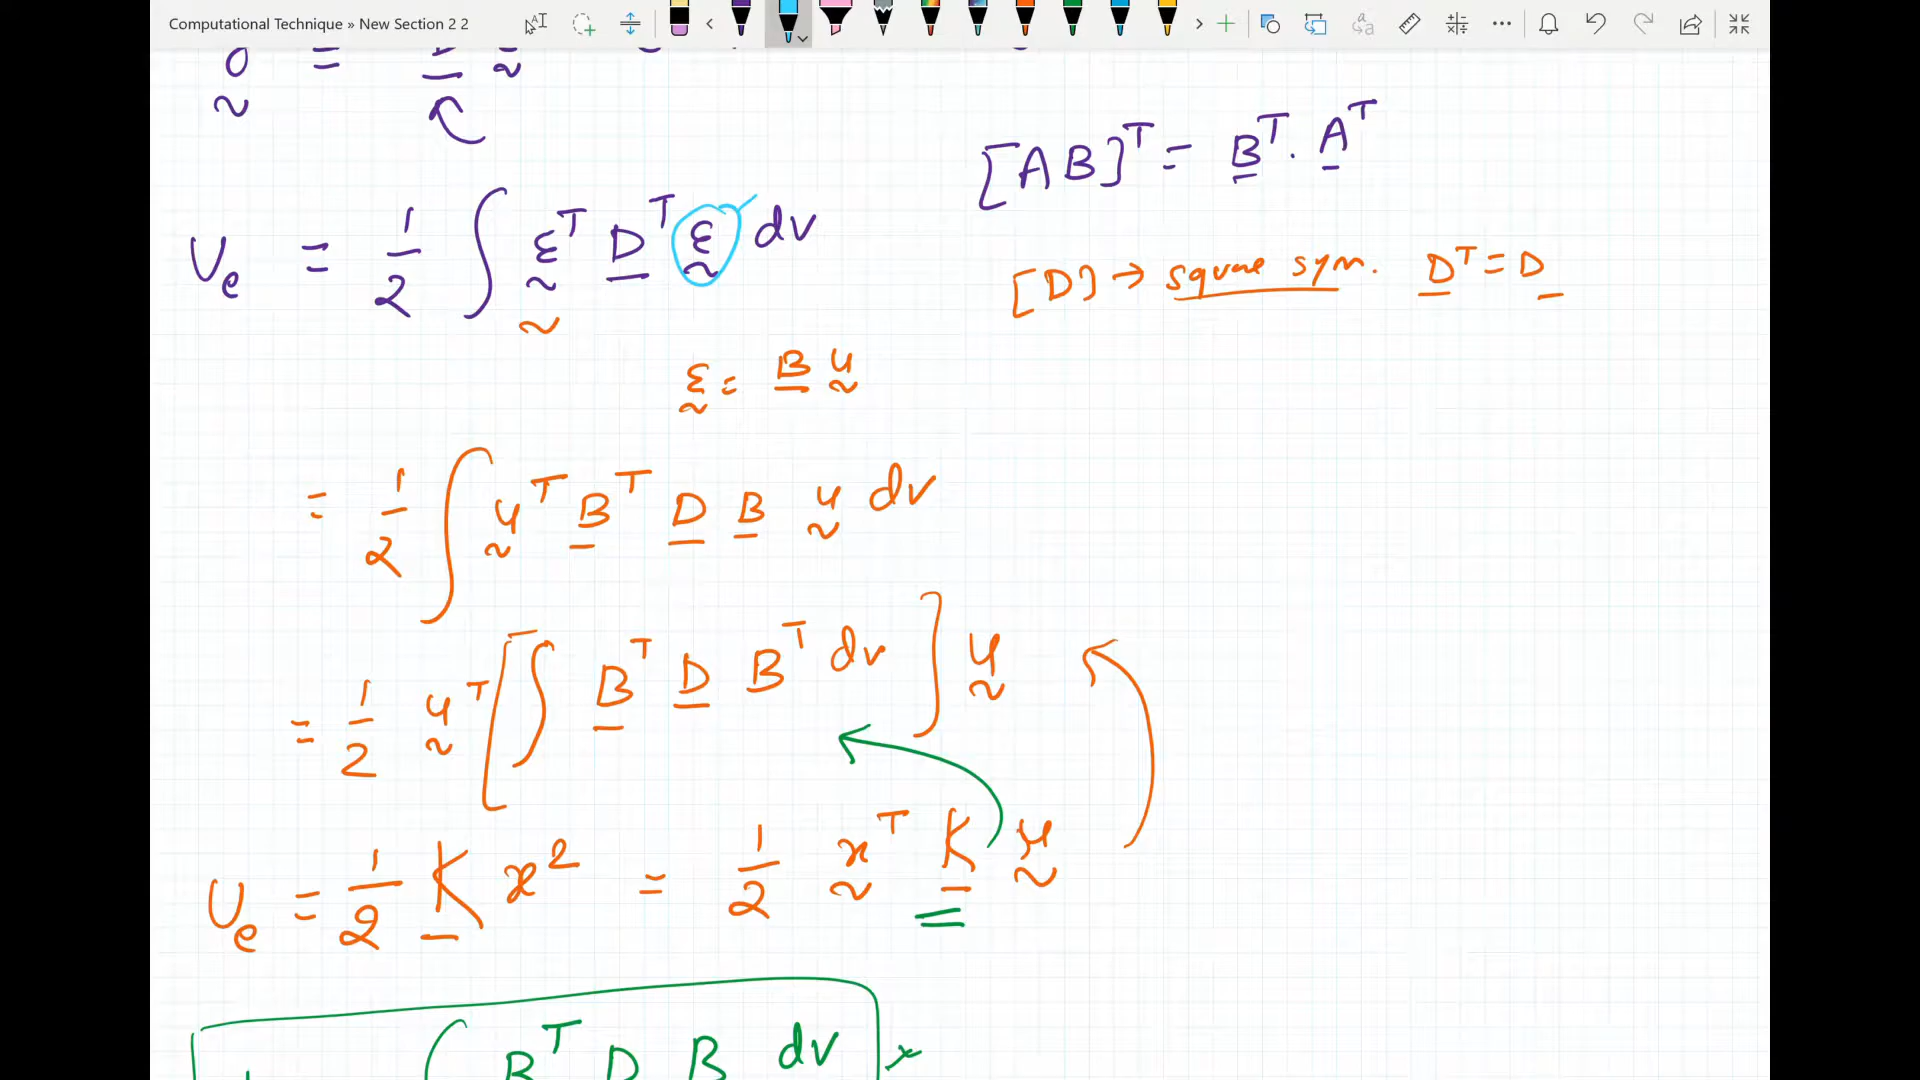 Computational Technique » New Section 2 2
[AB]ᵀ = Bᵀ . Aᵀ
Uₑ = 1/2 ∫ εᵀ Dᵀ ε dv
[D] → square sym. Dᵀ = D
ε = B u
= 1/2 ∫ uᵀ Bᵀ D B u dv
= 1/2 uᵀ [ ∫ Bᵀ D Bᵀ dv ] u
Uₑ = 1/2 K x² = 1/2 xᵀ K x
∫ Bᵀ D B dv